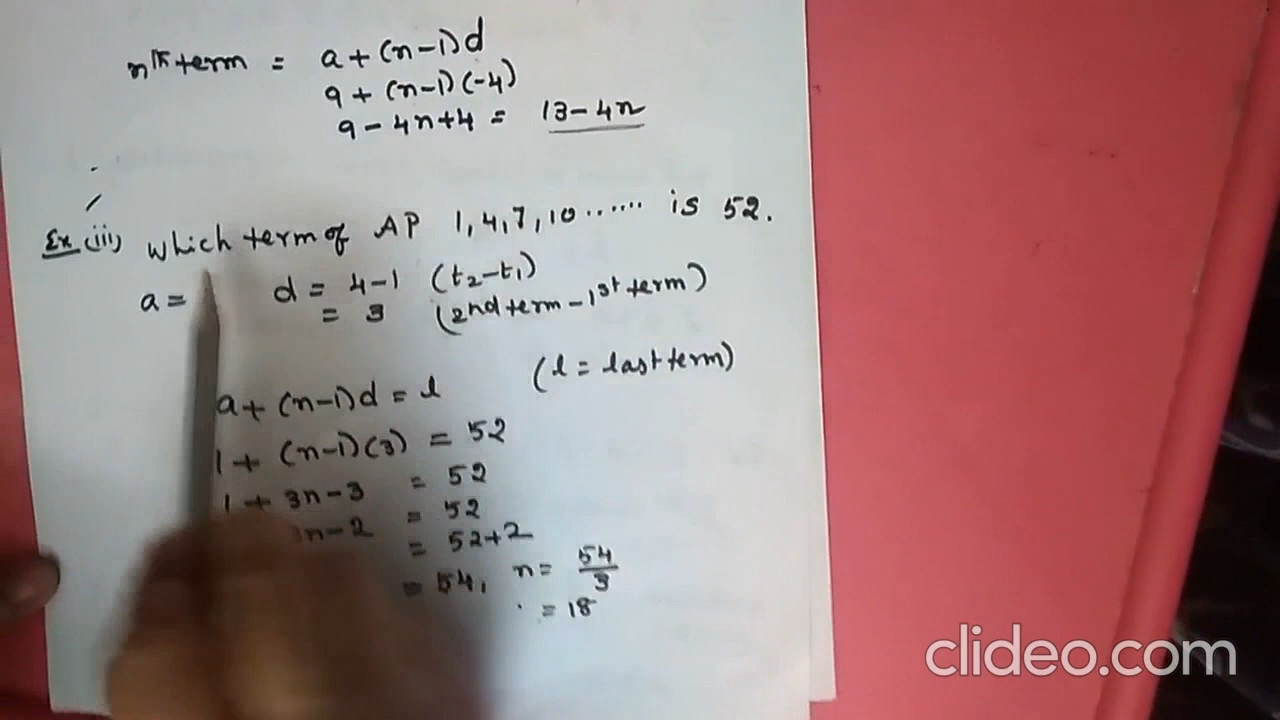 nth term = a + (n-1)d
9 + (n-1)(-4)
9 - 4n + 4 = 13 - 4n
Ex (iii) which term of AP 1, 4, 7, 10 ...... is 52.
a = d = 4-1 (t₂-t₁)
= 3 (2nd term - 1st term)
(l = last term)
a + (n-1)d = l
1 + (n-1)(3) = 52
1 + 3n-3 = 52
3n-2 = 52
= 52+2
= 54, n = 54/3
= 18
clideo.com